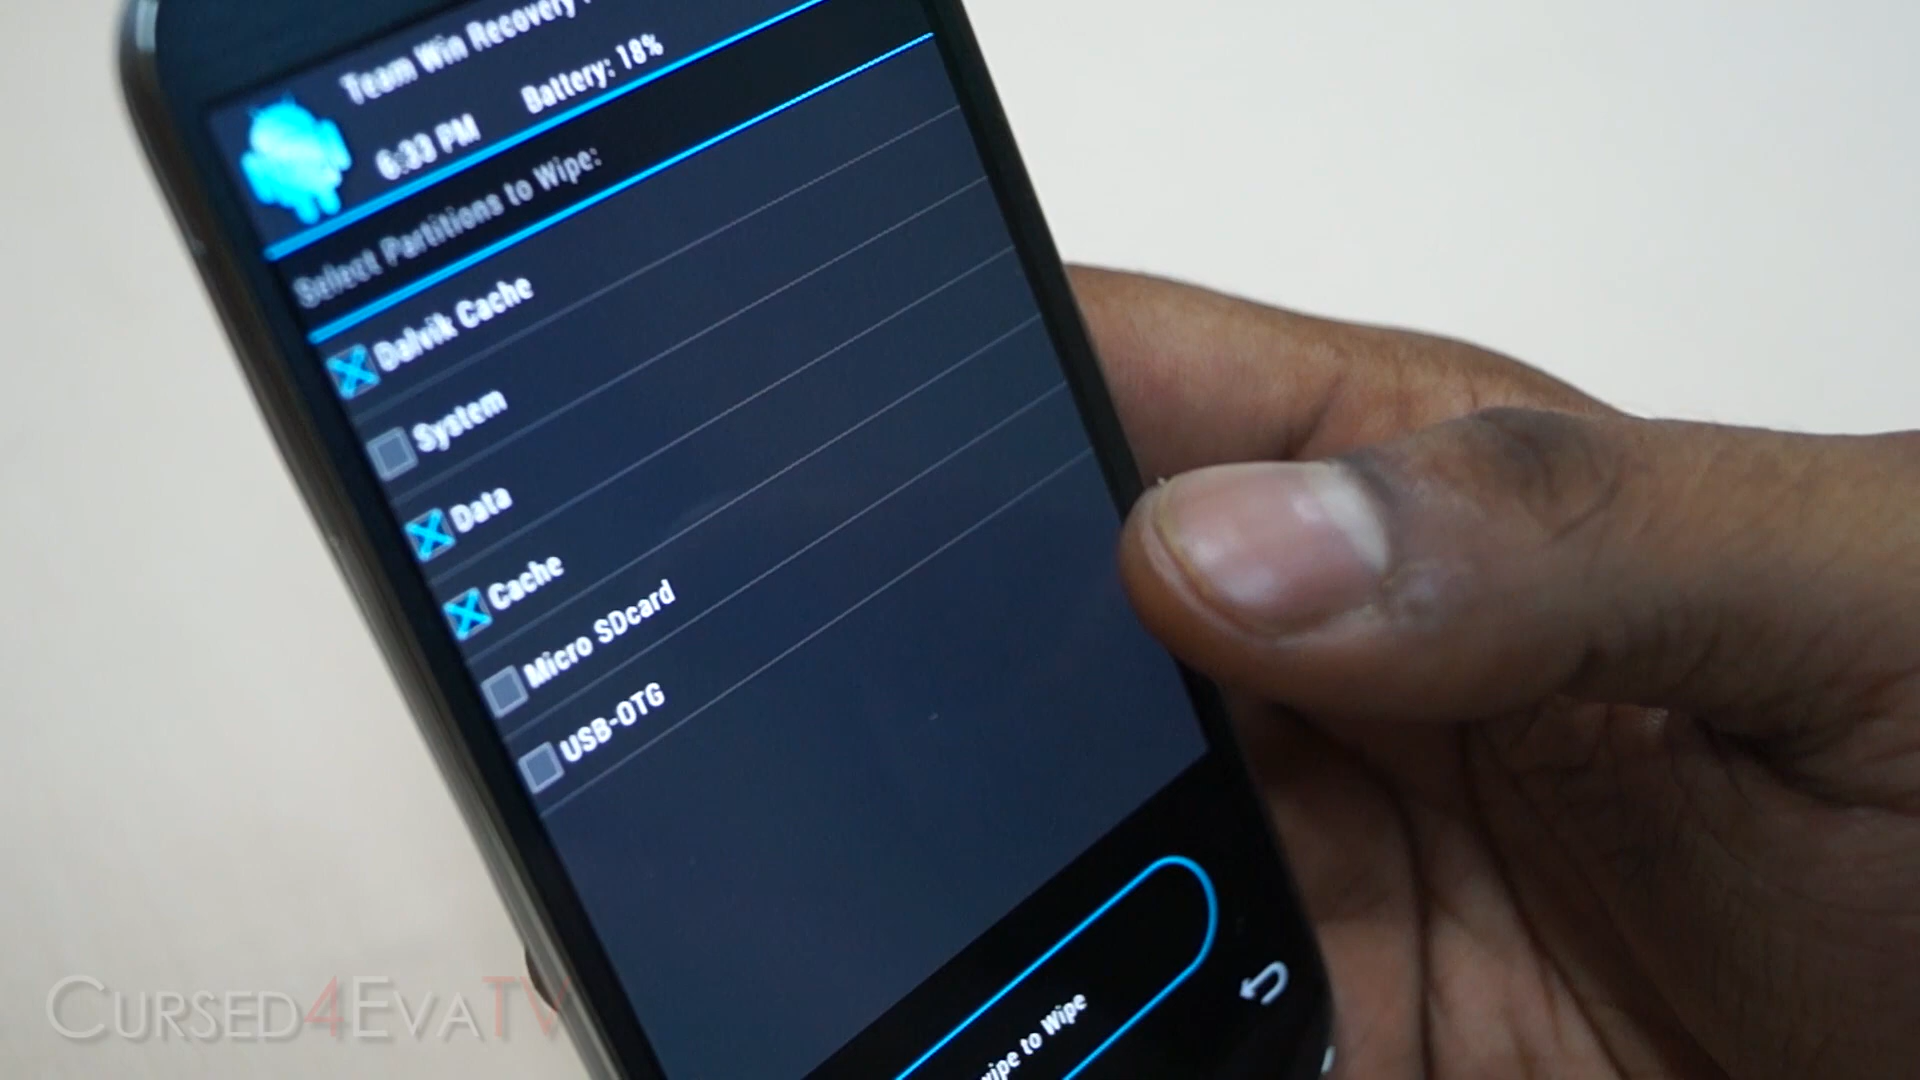 Team Win Recovery
6:33 PM Battery: 18%
Select Partitions to Wipe:
Dalvik Cache
System
Data
Cache
Micro SDcard
USB-OTG
to Wipe
CURSED4EVATV